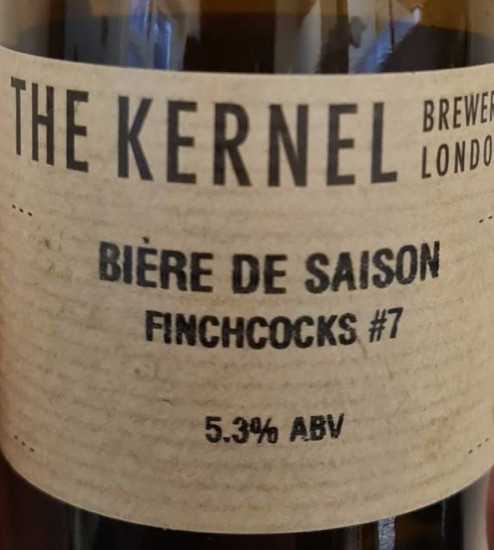 THE KERNEL BREWER
LONDO
BIÈRE DE SAISON
FINCHCOCKS #7
5.3% ABV